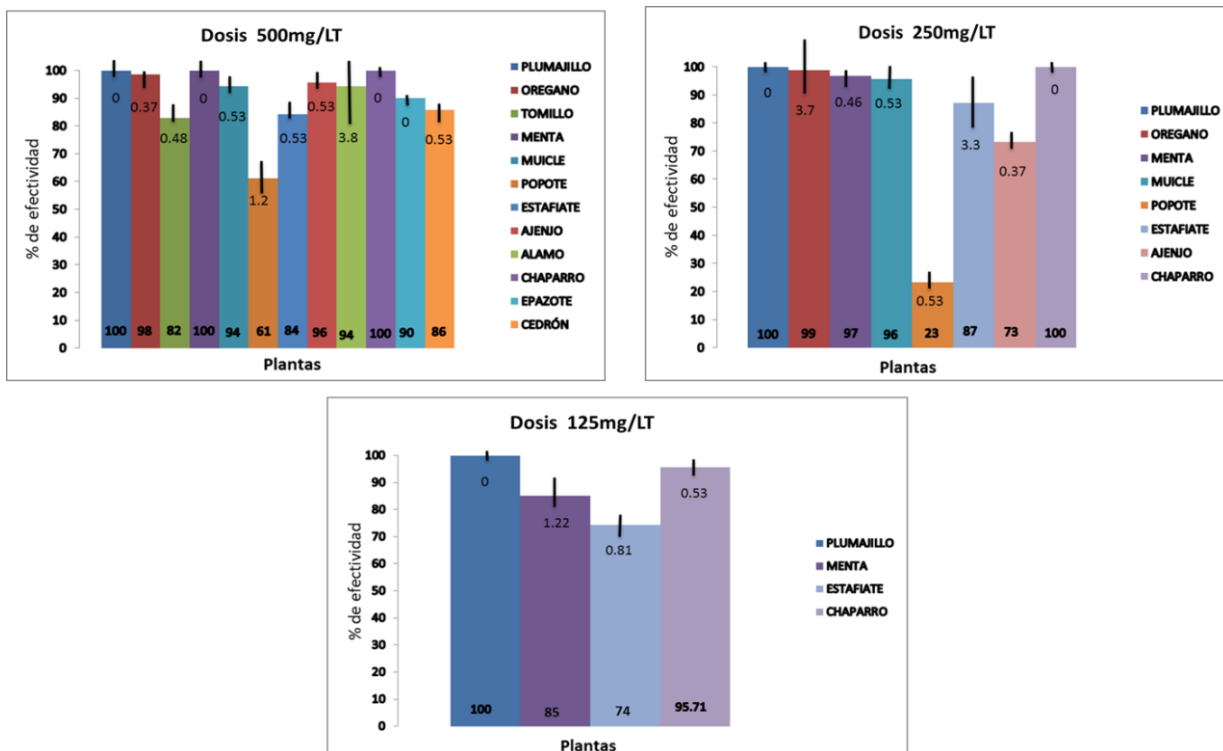 Dosis 500mg/LT
% de efectividad
100
90
80
70
60
50
40
30
20
10
0
0
0.37
0.48
0
0.53
1.2
0.53
0.53
3.8
0
0
0.53
100 98 82 100 94 61 84 96 94 100 90 86
Plantas
PLUMAJILLO
OREGANO
TOMILLO
MENTA
MUICLE
POPOTE
ESTAFIATE
AJENJO
ALAMO
CHAPARRO
EPAZOTE
CEDRÓN
Dosis 250mg/LT
% de efectividad
100
90
80
70
60
50
40
30
20
10
0
0
3.7
0.46
0.53
0.53
3.3
0.37
0
100 99 97 96 23 87 73 100
Plantas
PLUMAJILLO
OREGANO
MENTA
MUICLE
POPOTE
ESTAFIATE
AJENJO
CHAPARRO
Dosis 125mg/LT
% de efectividad
100
90
80
70
60
50
40
30
20
10
0
0
1.22
0.81
0.53
100 85 74 95.71
Plantas
PLUMAJILLO
MENTA
ESTAFIATE
CHAPARRO